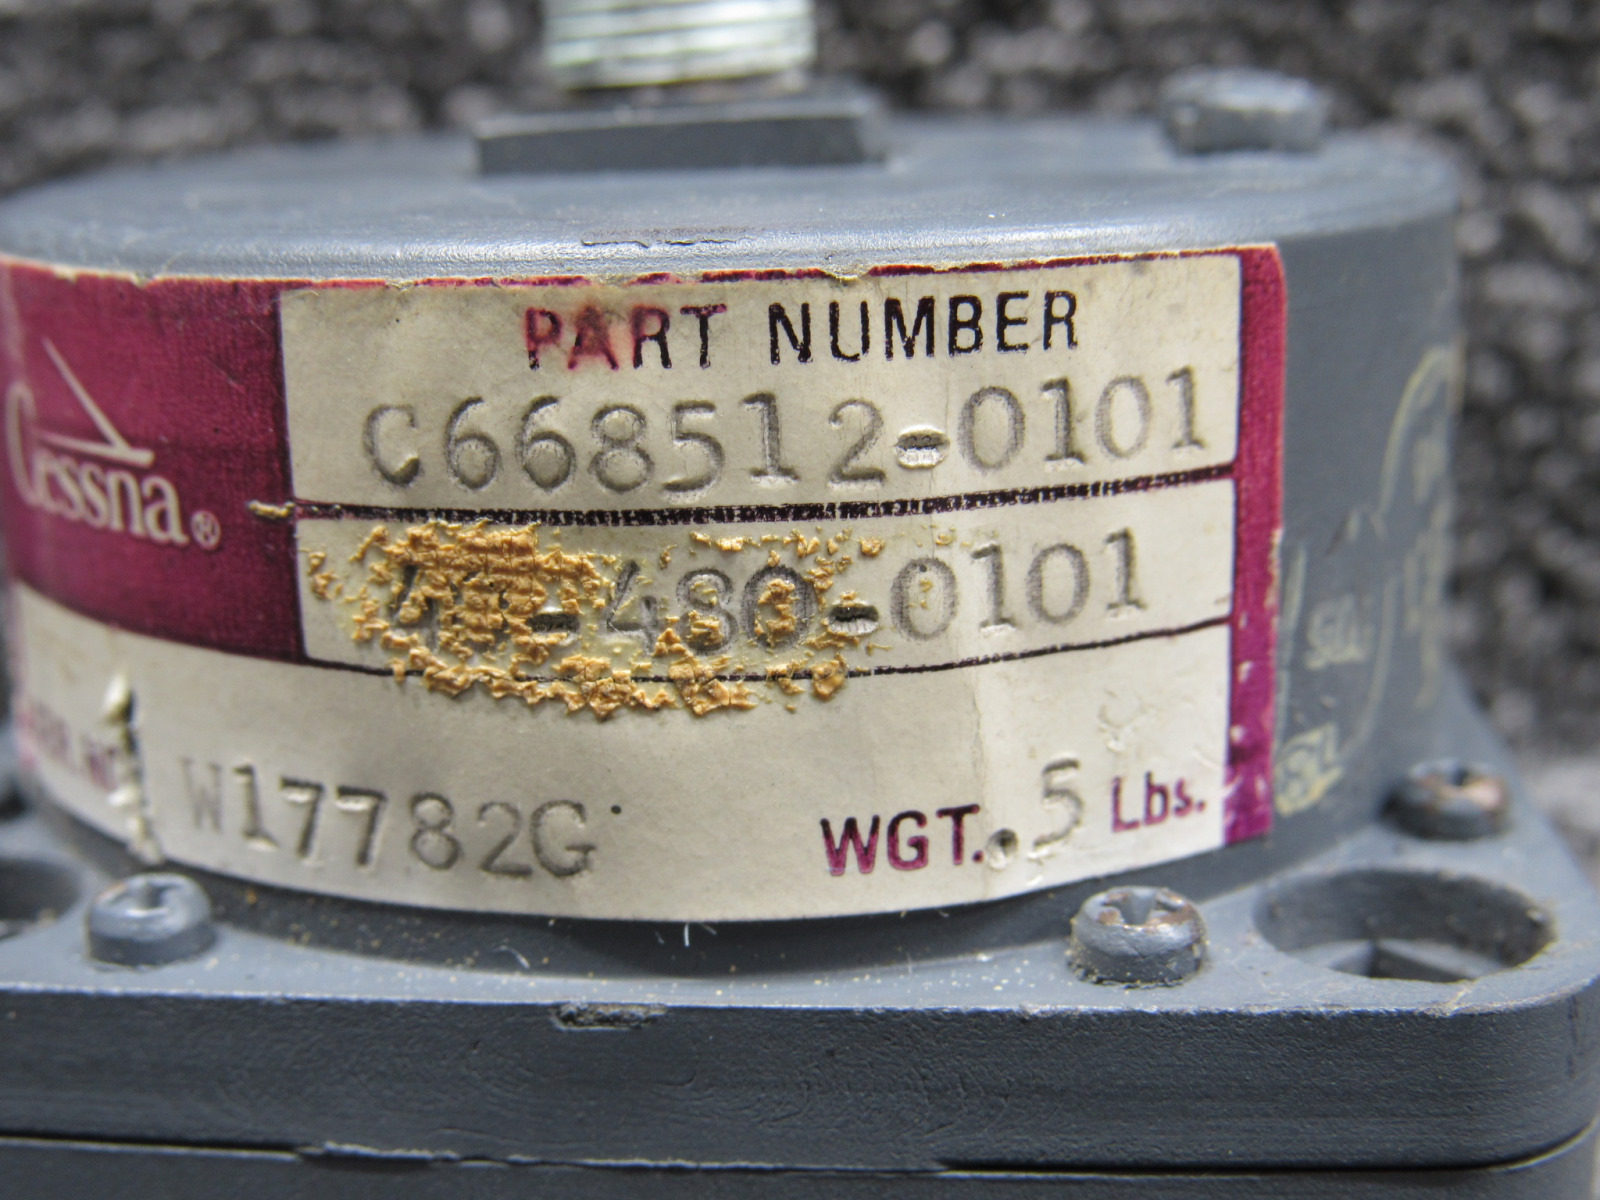 Cessna®
PART NUMBER
C668512-0101
-480-0101
W17782G
WGT. .5 Lbs.